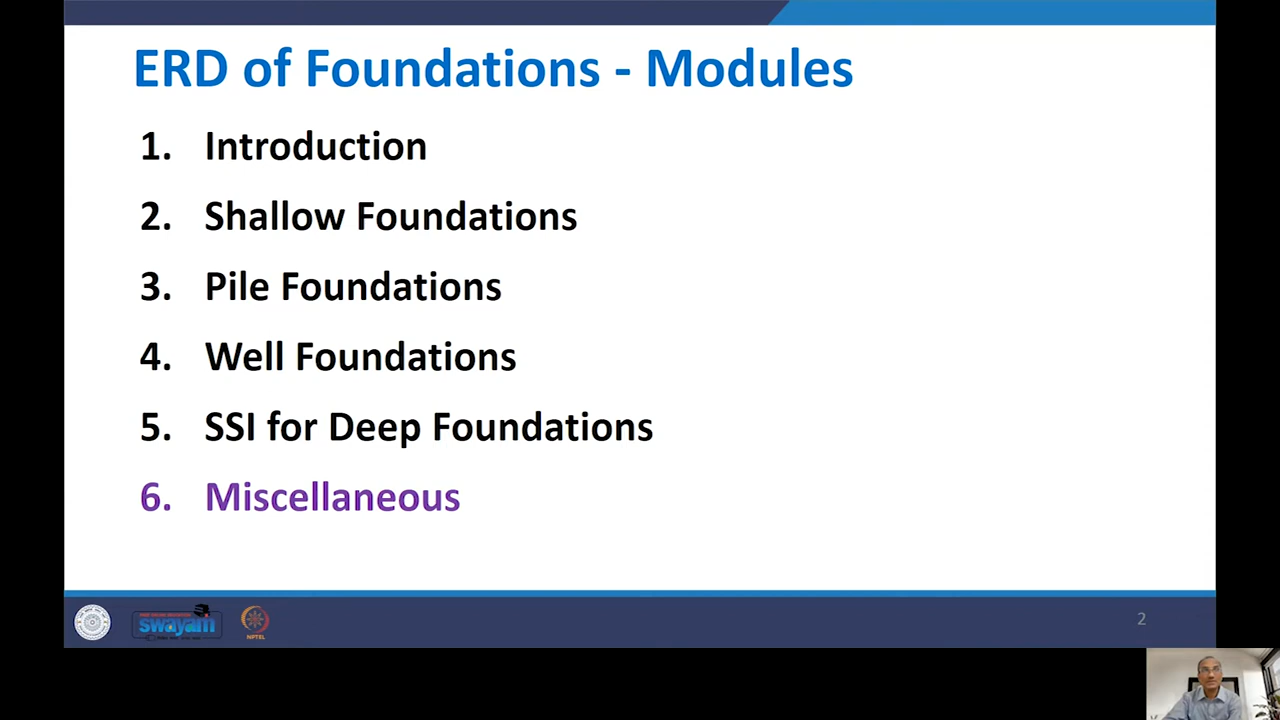 ERD of Foundations - Modules
1. Introduction
2. Shallow Foundations
3. Pile Foundations
4. Well Foundations
5. SSI for Deep Foundations
6. Miscellaneous
swayam
NPTEL
2